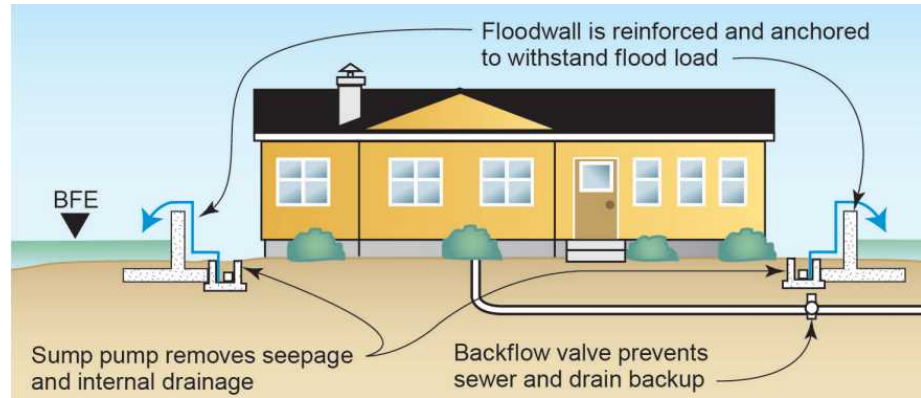 Floodwall is reinforced and anchored
to withstand flood load
BFE
Sump pump removes seepage
and internal drainage
Backflow valve prevents
sewer and drain backup